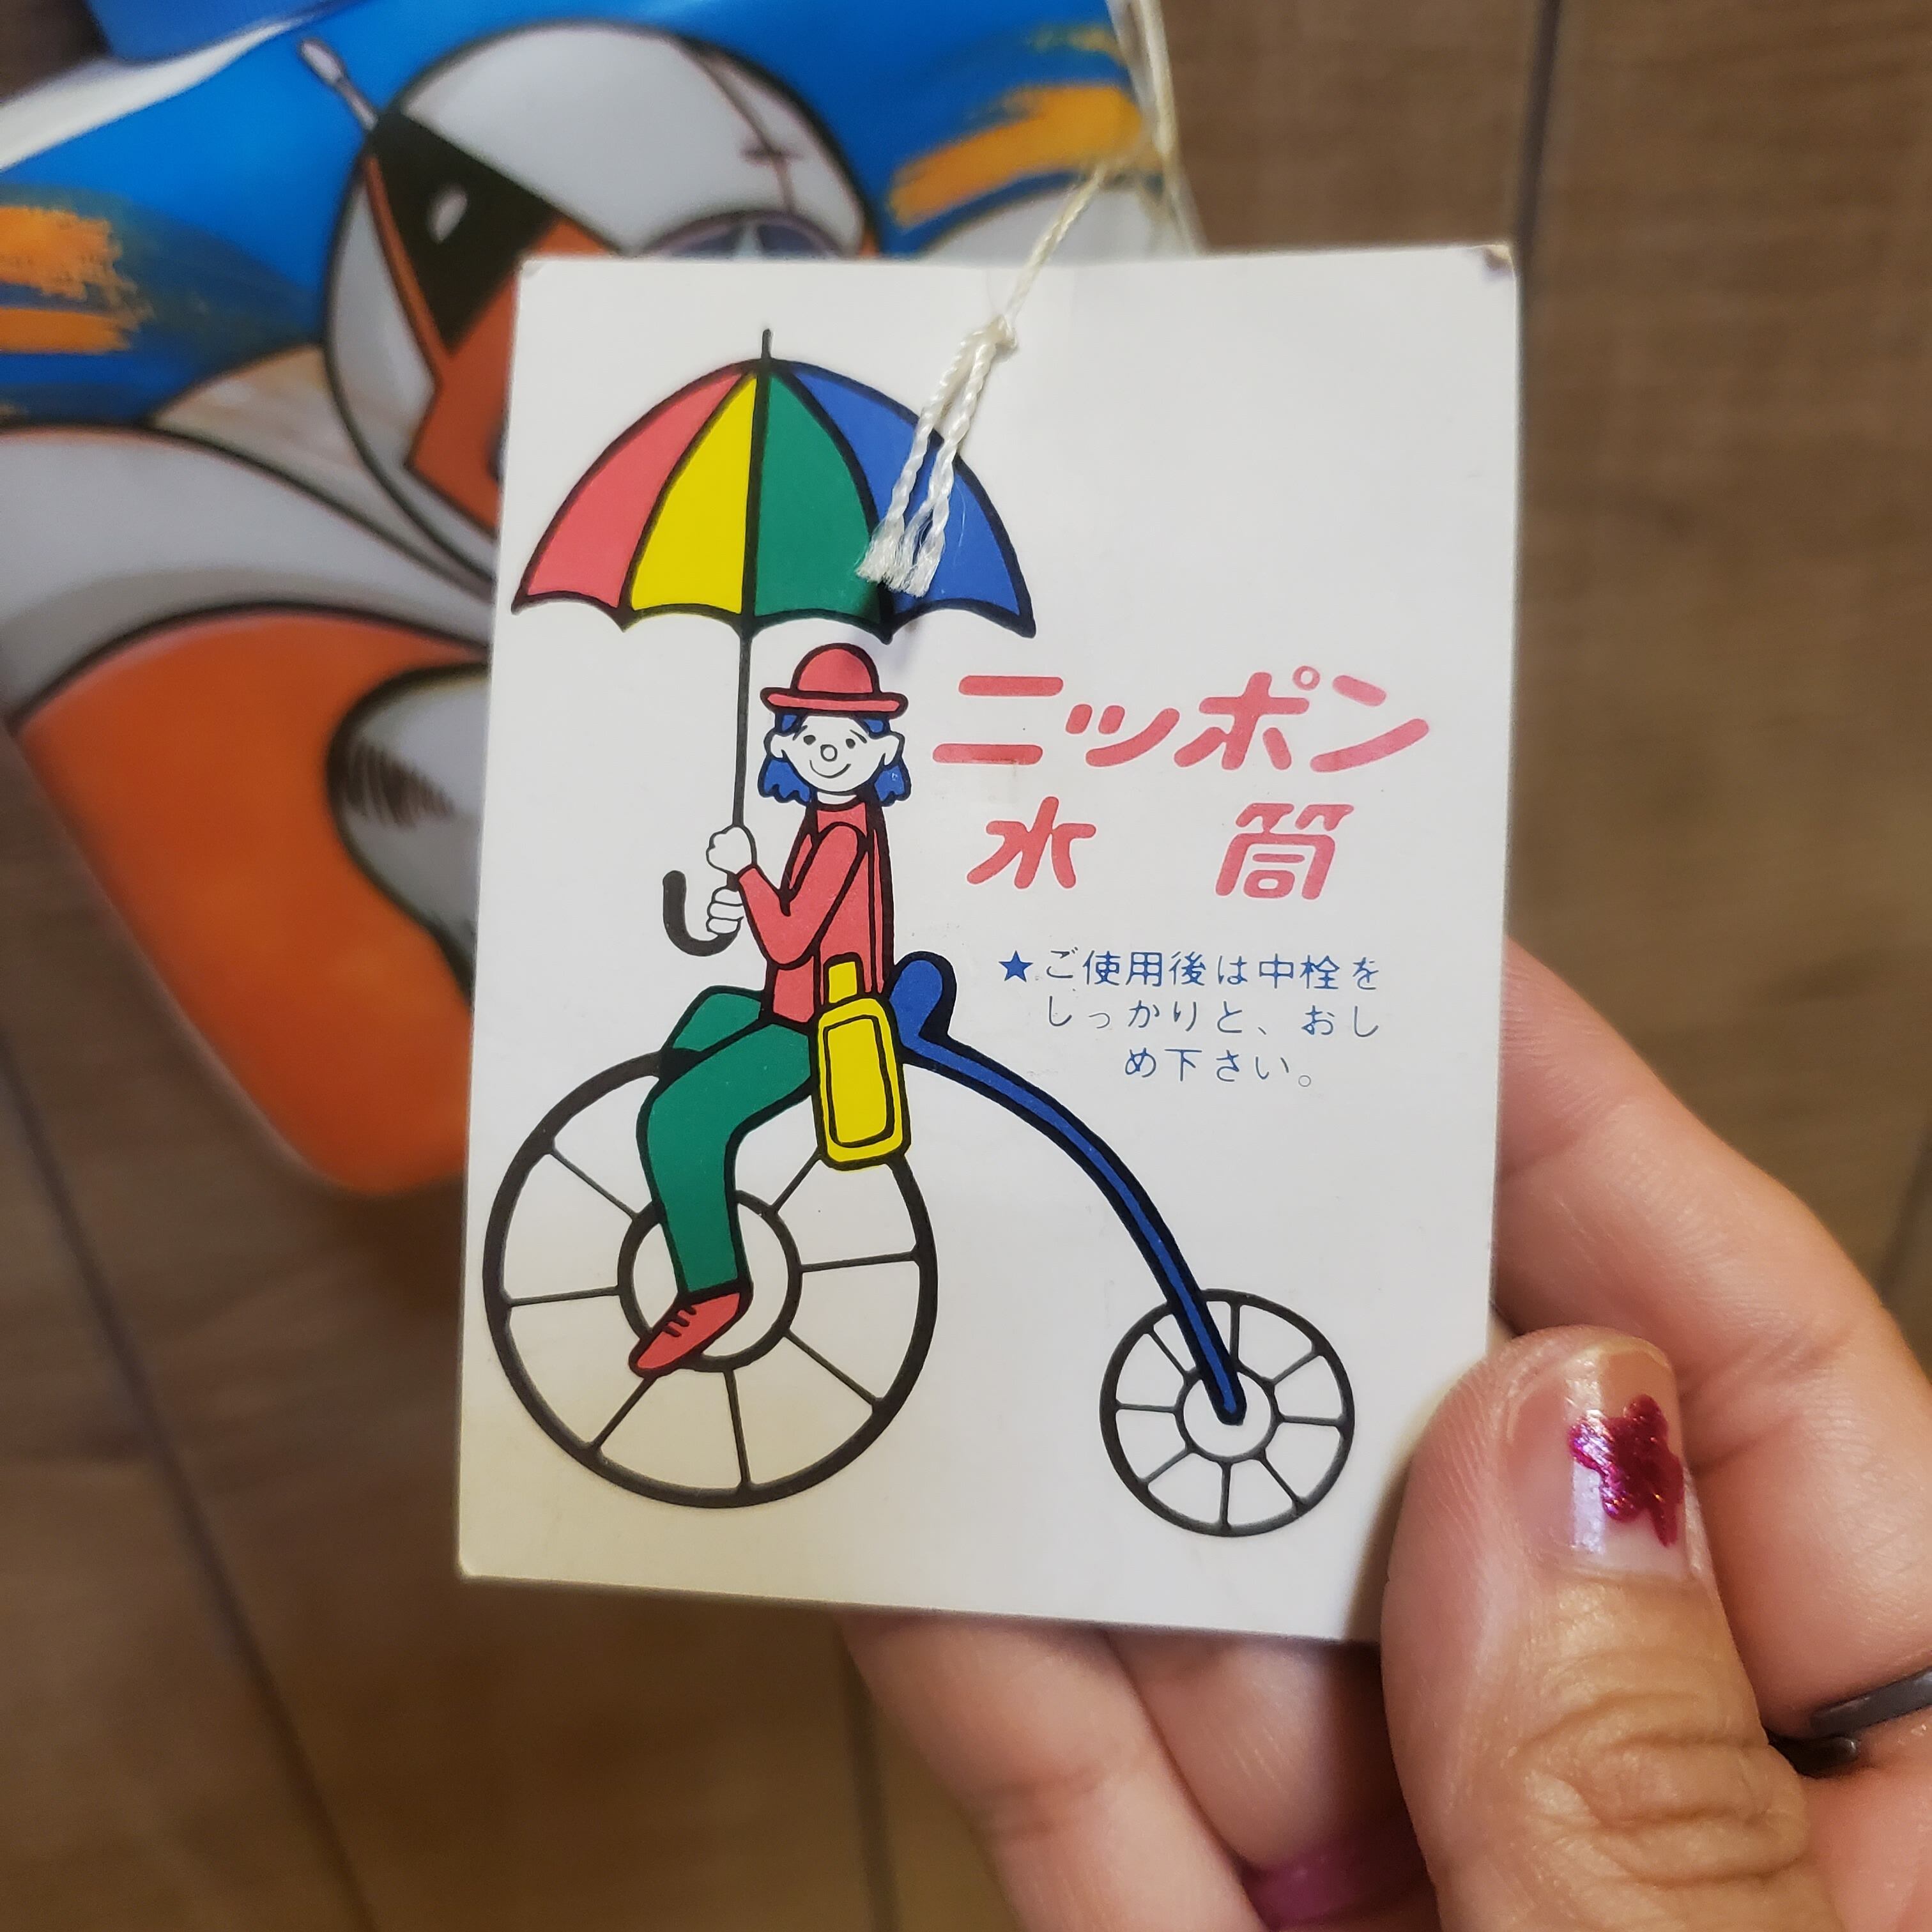 ニッポン
水 筒
★ご使用後は中栓を
しっかりと、おし
め下さい。